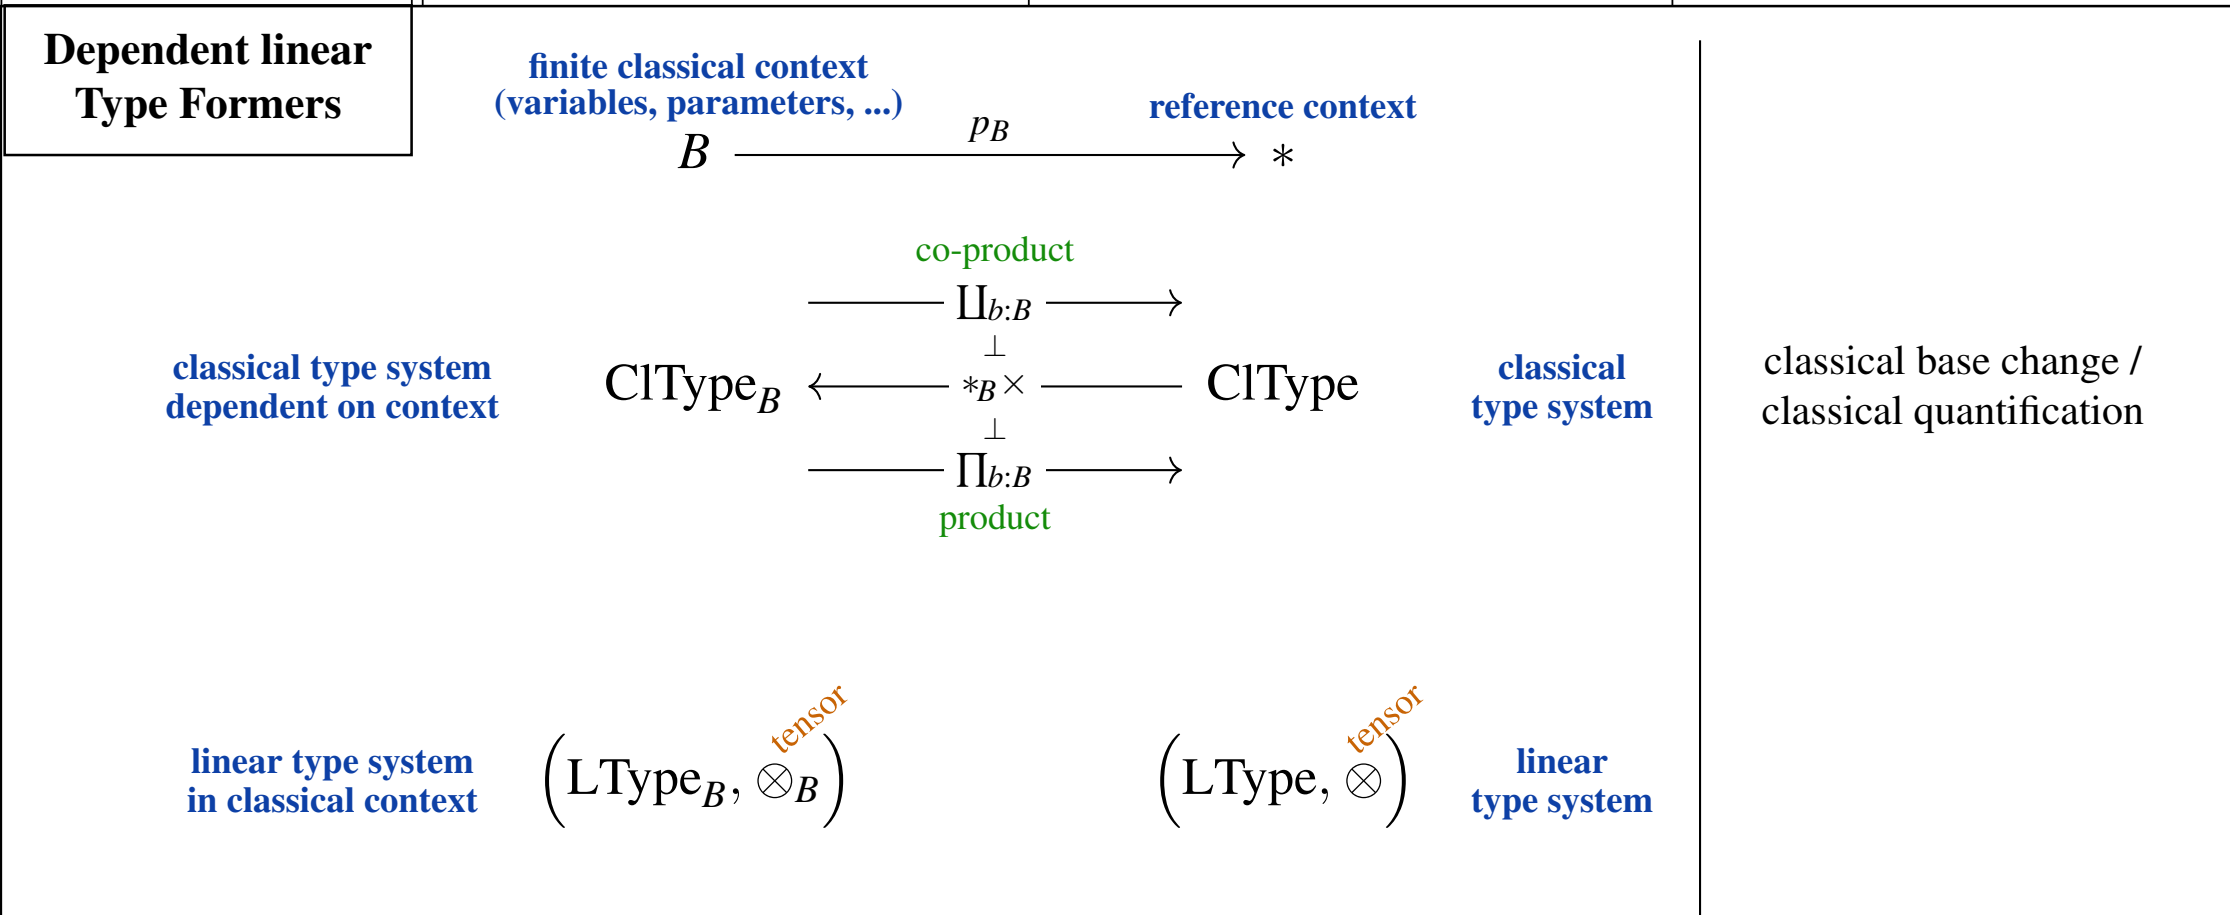 Dependent linear
Type Formers
finite classical context
(variables, parameters, ...)
reference context
B
p_B
*
co-product
∐_{b:B}
⊥
classical type system
dependent on context
ClType_B
*_B ×
ClType
classical
type system
classical base change /
classical quantification
⊥
∏_{b:B}
product
linear type system
in classical context
(LType_B, ⊗_B)
tensor
(LType, ⊗)
tensor
linear
type system